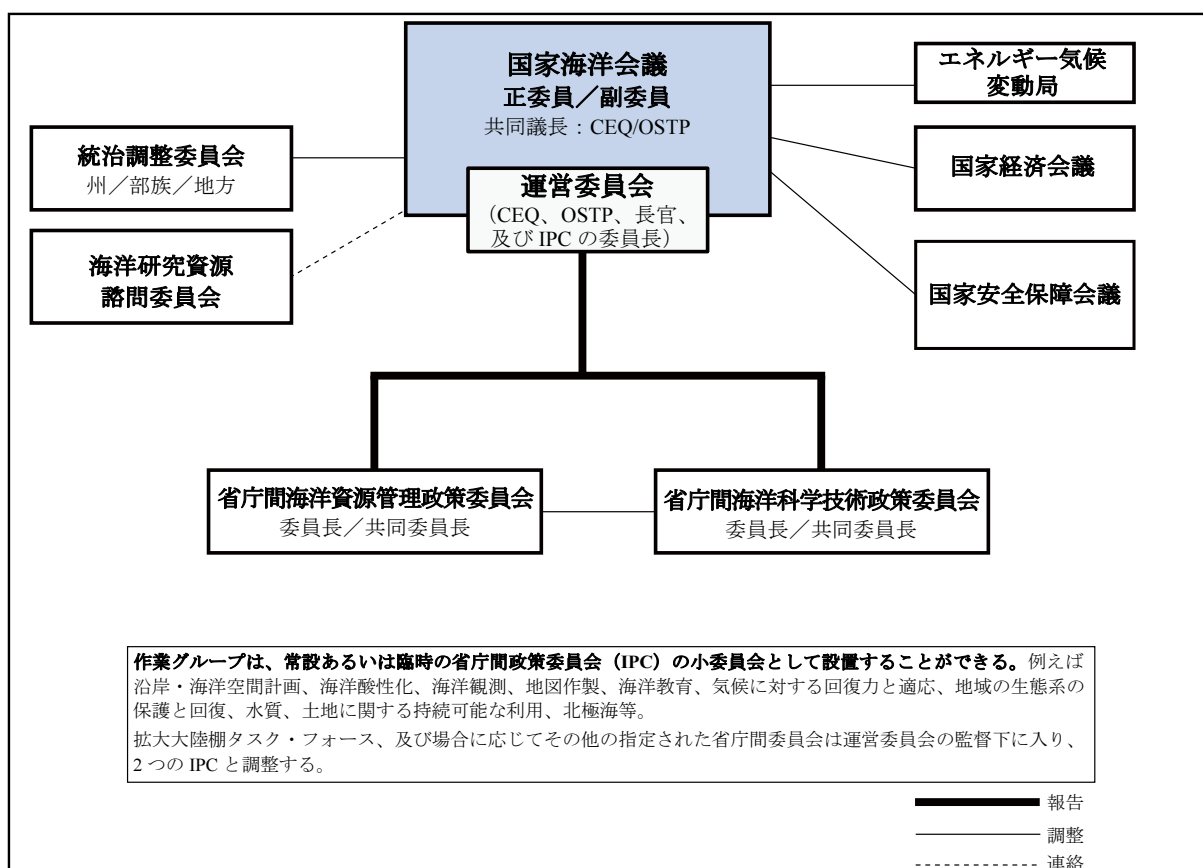 国家海洋会議
正委員／副委員
共同議長：CEQ/OSTP
運営委員会
（CEQ、OSTP、長官、
及び IPC の委員長）
統治調整委員会
州／部族／地方
海洋研究資源
諮問委員会
エネルギー気候
変動局
国家経済会議
国家安全保障会議
省庁間海洋資源管理政策委員会
委員長／共同委員長
省庁間海洋科学技術政策委員会
委員長／共同委員長
作業グループは、常設あるいは臨時の省庁間政策委員会（IPC）の小委員会として設置することができる。例えば
沿岸・海洋空間計画、海洋酸性化、海洋観測、地図作製、海洋教育、気候に対する回復力と適応、地域の生態系の
保護と回復、水質、土地に関する持続可能な利用、北極海等。
拡大大陸棚タスク・フォース、及び場合に応じてその他の指定された省庁間委員会は運営委員会の監督下に入り、
2 つの IPC と調整する。
報告
調整
連絡